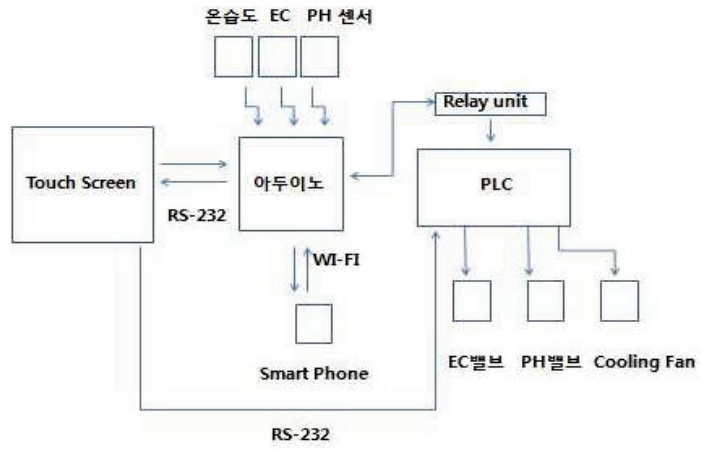 온습도 EC PH 센서
Relay unit
Touch Screen
아두이노
PLC
RS-232
WI-FI
Smart Phone
EC밸브 PH밸브 Cooling Fan
RS-232